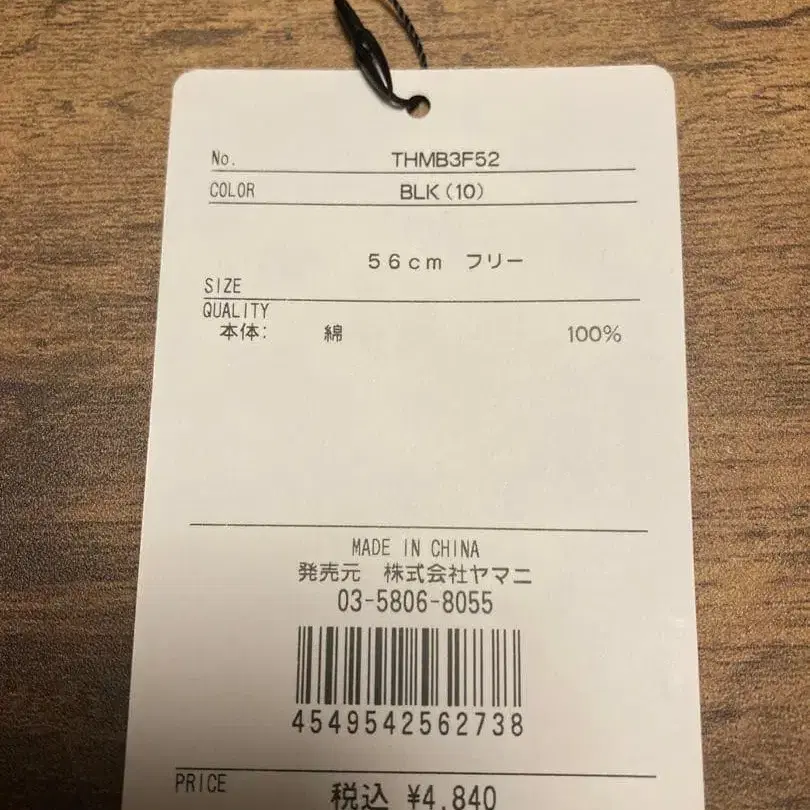 No. THMB3F52
COLOR BLK(10)
56cm フリー
SIZE
QUALITY
本体: 綿 100%
MADE IN CHINA
発売元 株式会社ヤマニ
03-5806-8055
4549542562738
PRICE 税込 ¥4,840